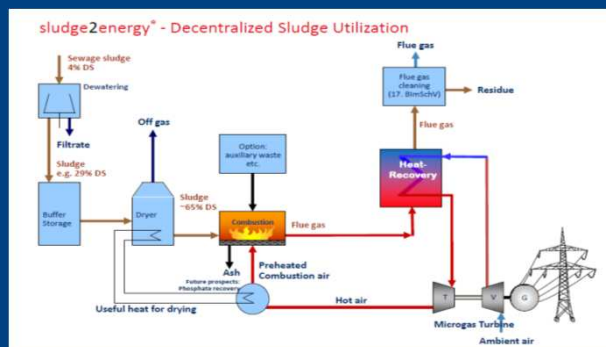 sludge2energy® - Decentralized Sludge Utilization
Sewage sludge
4% DS
Dewatering
Filtrate
Sludge
e.g. 29% DS
Buffer
Storage
Off gas
Dryer
Sludge
~65% DS
Option:
auxiliary waste
etc.
Combustion
Flue gas
Ash
Future prospects:
Phosphate recovery
Preheated
Combustion air
Useful heat for drying
Hot air
Flue gas
Flue gas
cleaning
(17. BImSchV)
Residue
Flue gas
Heat-
Recovery
T
V
G
Microgas Turbine
Ambient air